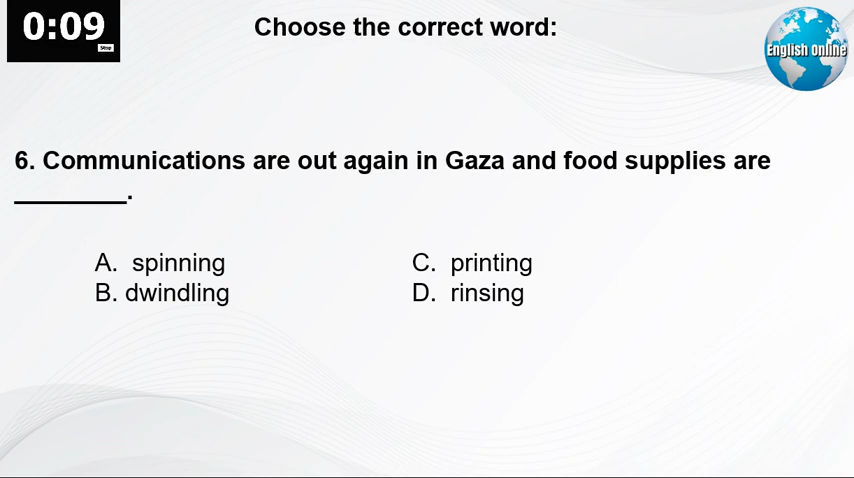 0:09
Stop
Choose the correct word:
English Online
6. Communications are out again in Gaza and food supplies are
________.
A. spinning
C. printing
B. dwindling
D. rinsing